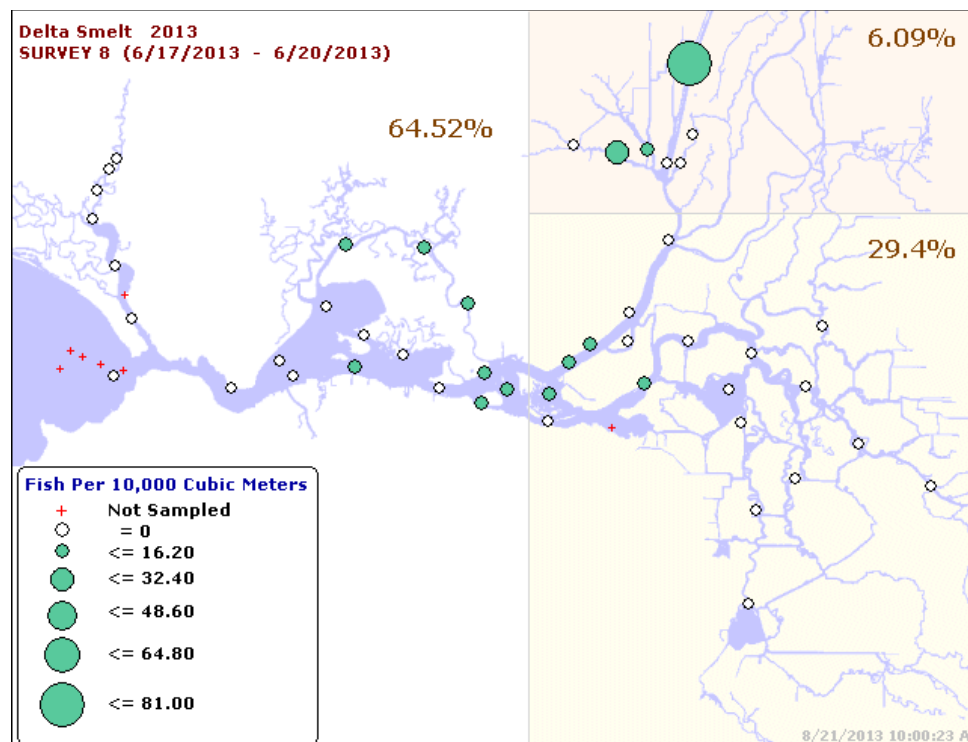 Delta Smelt 2013
SURVEY 8 (6/17/2013 - 6/20/2013)
6.09%
64.52%
29.4%
Fish Per 10,000 Cubic Meters
Not Sampled
= 0
<= 16.20
<= 32.40
<= 48.60
<= 64.80
<= 81.00
8/21/2013 10:00:23 A